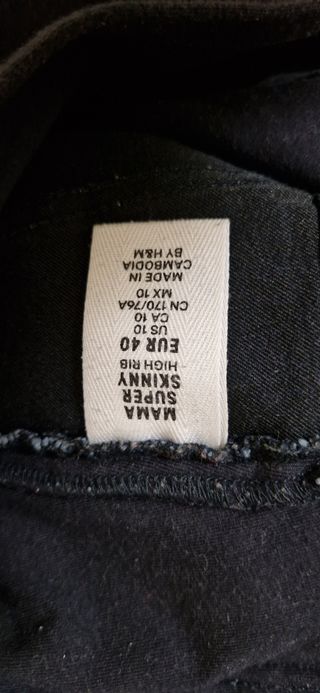 MAMA
SUPER
SKINNY
HIGH RIB
EUR 40
US 10
CA 10
CN 170/76A
MX 10
MADE IN
CAMBODIA
BY H&M